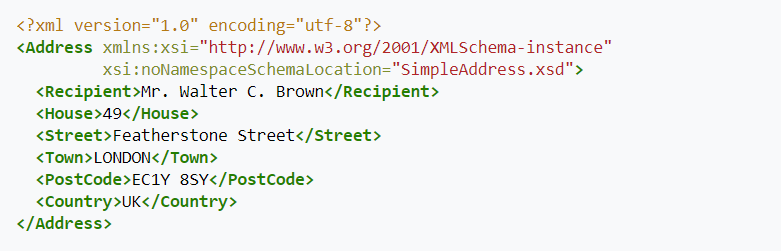 <?xml version="1.0" encoding="utf-8"?>
<Address xmlns:xsi="http://www.w3.org/2001/XMLSchema-instance"
         xsi:noNamespaceSchemaLocation="SimpleAddress.xsd">
  <Recipient>Mr. Walter C. Brown</Recipient>
  <House>49</House>
  <Street>Featherstone Street</Street>
  <Town>LONDON</Town>
  <PostCode>EC1Y 8SY</PostCode>
  <Country>UK</Country>
</Address>